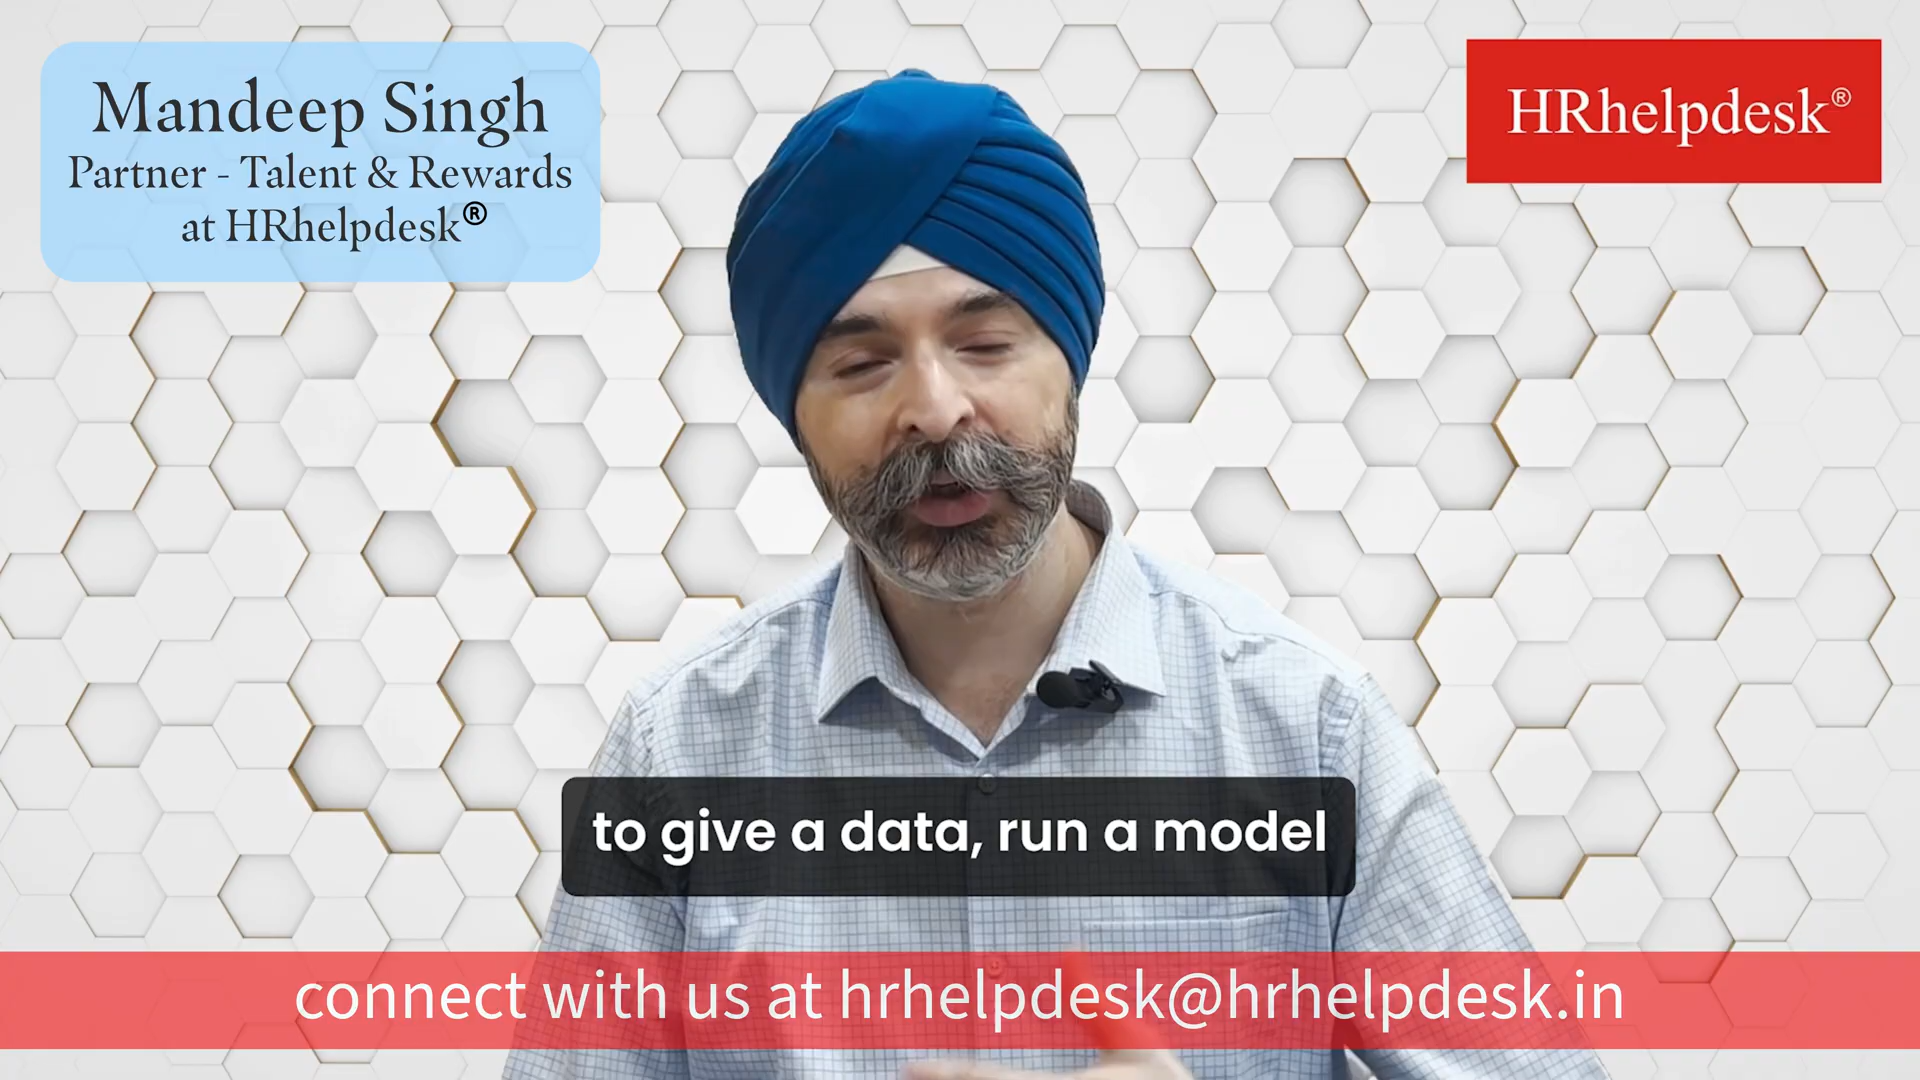 Mandeep Singh
Partner - Talent & Rewards
at HRhelpdesk®
HRhelpdesk®
to give a data, run a model
connect with us at hrhelpdesk@hrhelpdesk.in